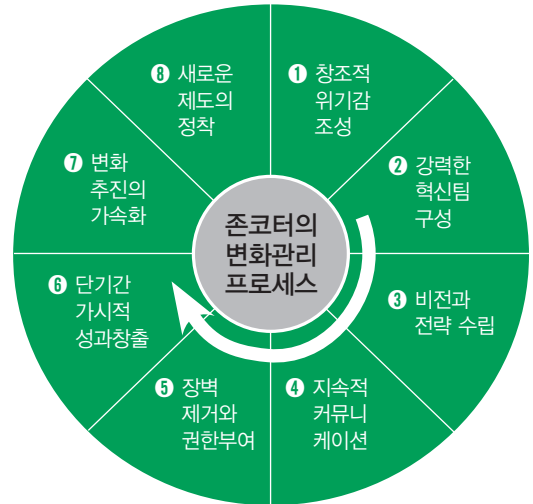 존코터의
변화관리
프로세스
❶ 창조적
위기감
조성
❷ 강력한
혁신팀
구성
❸ 비전과
전략 수립
❹ 지속적
커뮤니
케이션
❺ 장벽
제거와
권한부여
❻ 단기간
가시적
성과창출
❼ 변화
추진의
가속화
❽ 새로운
제도의
정착